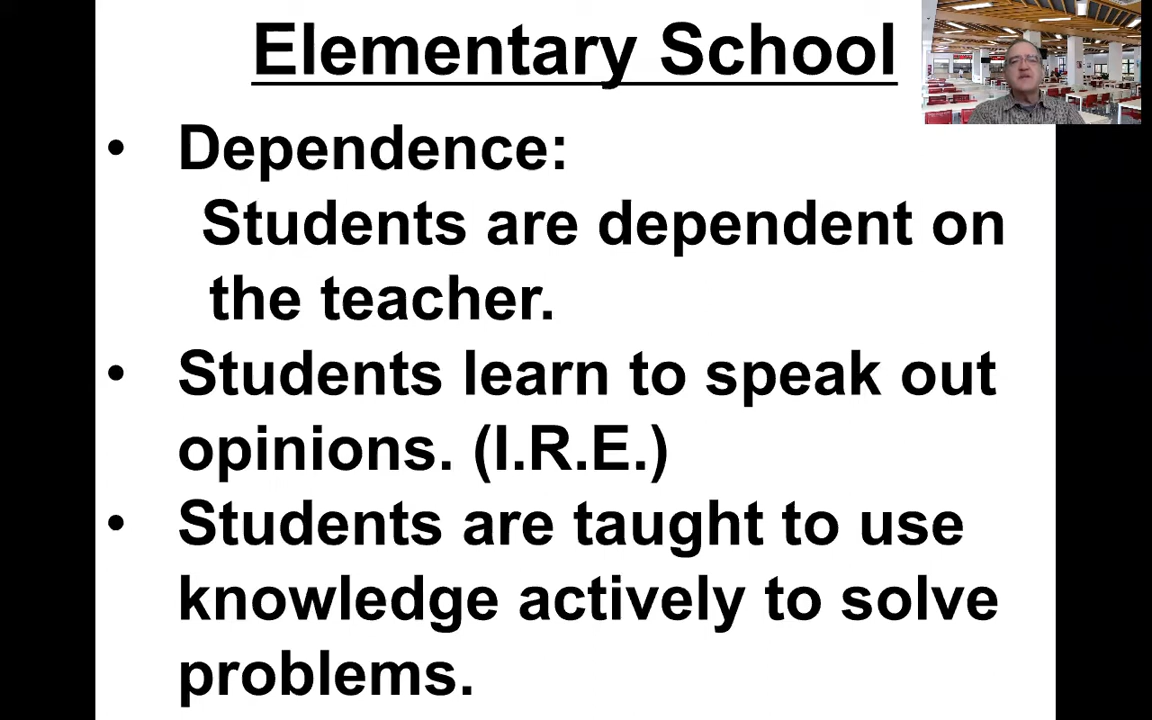 Elementary School
• Dependence:
Students are dependent on
the teacher.
• Students learn to speak out
opinions. (I.R.E.)
• Students are taught to use
knowledge actively to solve
problems.